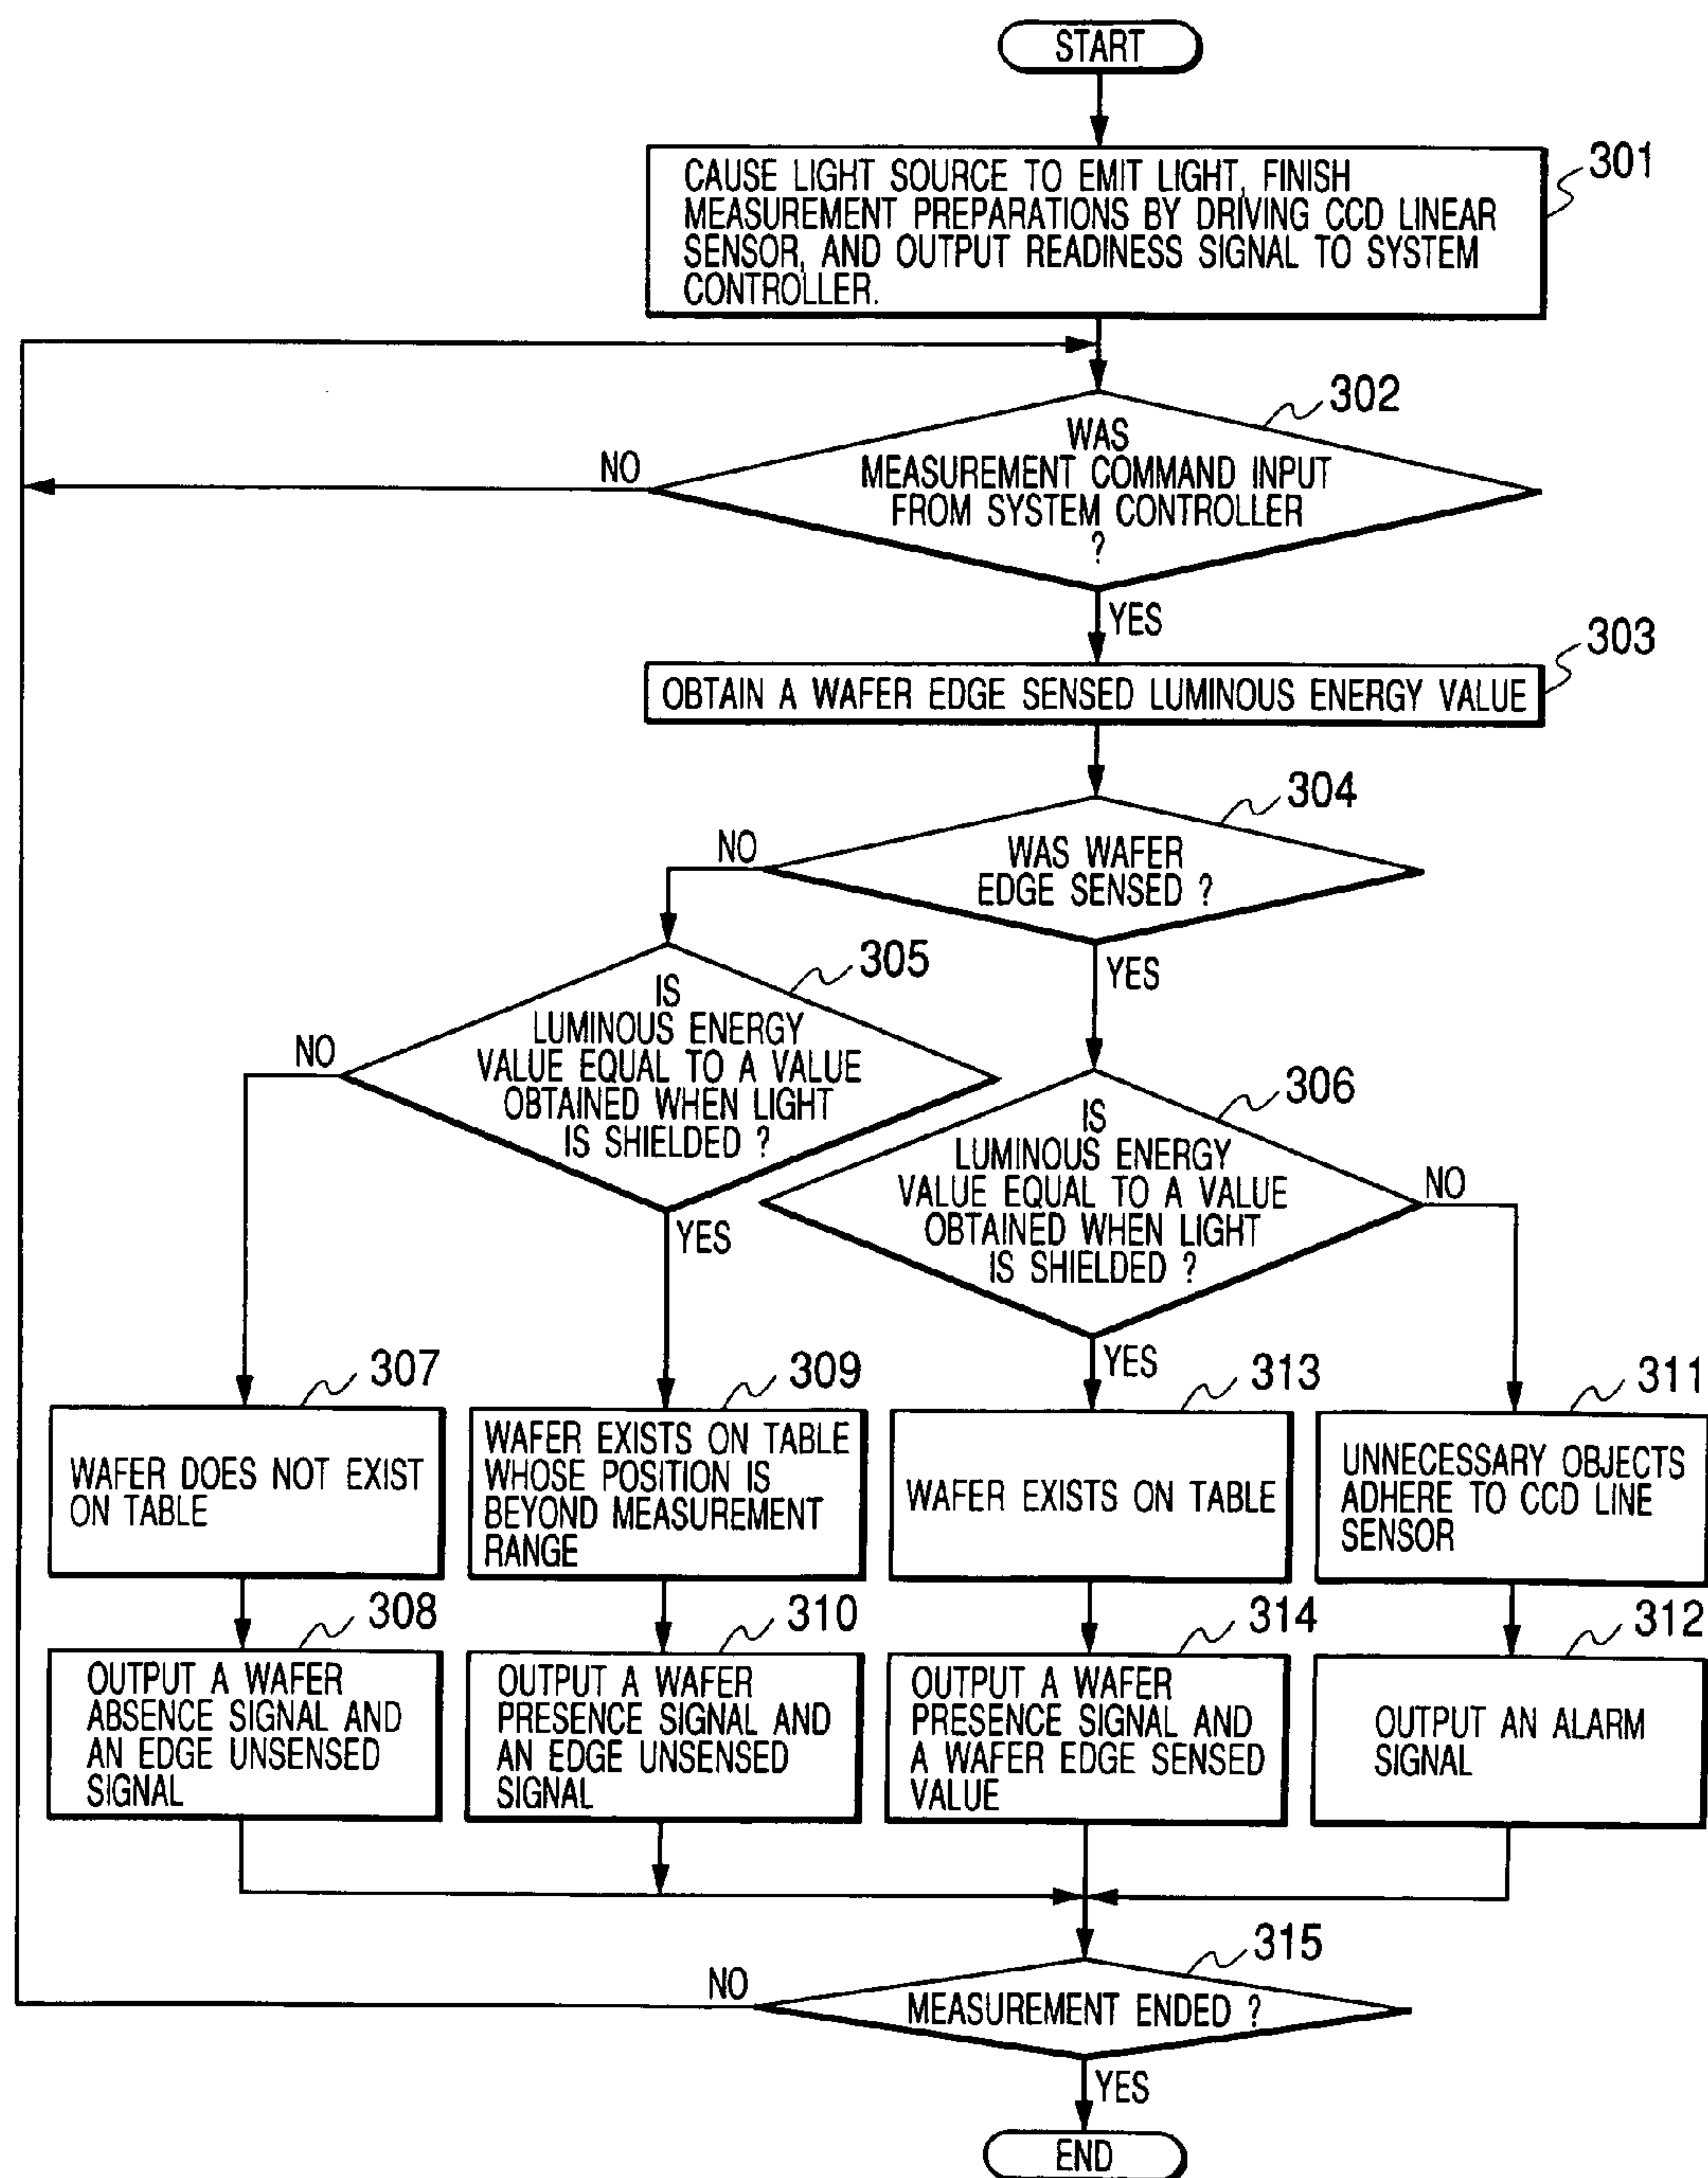 START
301
CAUSE LIGHT SOURCE TO EMIT LIGHT, FINISH
MEASUREMENT PREPARATIONS BY DRIVING CCD LINEAR
SENSOR, AND OUTPUT READINESS SIGNAL TO SYSTEM
CONTROLLER.
302
WAS
MEASUREMENT COMMAND INPUT
FROM SYSTEM CONTROLLER
?
NO
YES
303
OBTAIN A WAFER EDGE SENSED LUMINOUS ENERGY VALUE
304
WAS WAFER
EDGE SENSED ?
NO
YES
305
IS
LUMINOUS ENERGY
VALUE EQUAL TO A VALUE
OBTAINED WHEN LIGHT
IS SHIELDED ?
NO
YES
306
IS
LUMINOUS ENERGY
VALUE EQUAL TO A VALUE
OBTAINED WHEN LIGHT
IS SHIELDED ?
NO
YES
307
WAFER DOES NOT EXIST
ON TABLE
309
WAFER EXISTS ON TABLE
WHOSE POSITION IS
BEYOND MEASUREMENT
RANGE
313
WAFER EXISTS ON TABLE
311
UNNECESSARY OBJECTS
ADHERE TO CCD LINE
SENSOR
308
OUTPUT A WAFER
ABSENCE SIGNAL AND
AN EDGE UNSENSED
SIGNAL
310
OUTPUT A WAFER
PRESENCE SIGNAL AND
AN EDGE UNSENSED
SIGNAL
314
OUTPUT A WAFER
PRESENCE SIGNAL AND
A WAFER EDGE SENSED
VALUE
312
OUTPUT AN ALARM
SIGNAL
315
MEASUREMENT ENDED ?
NO
YES
END